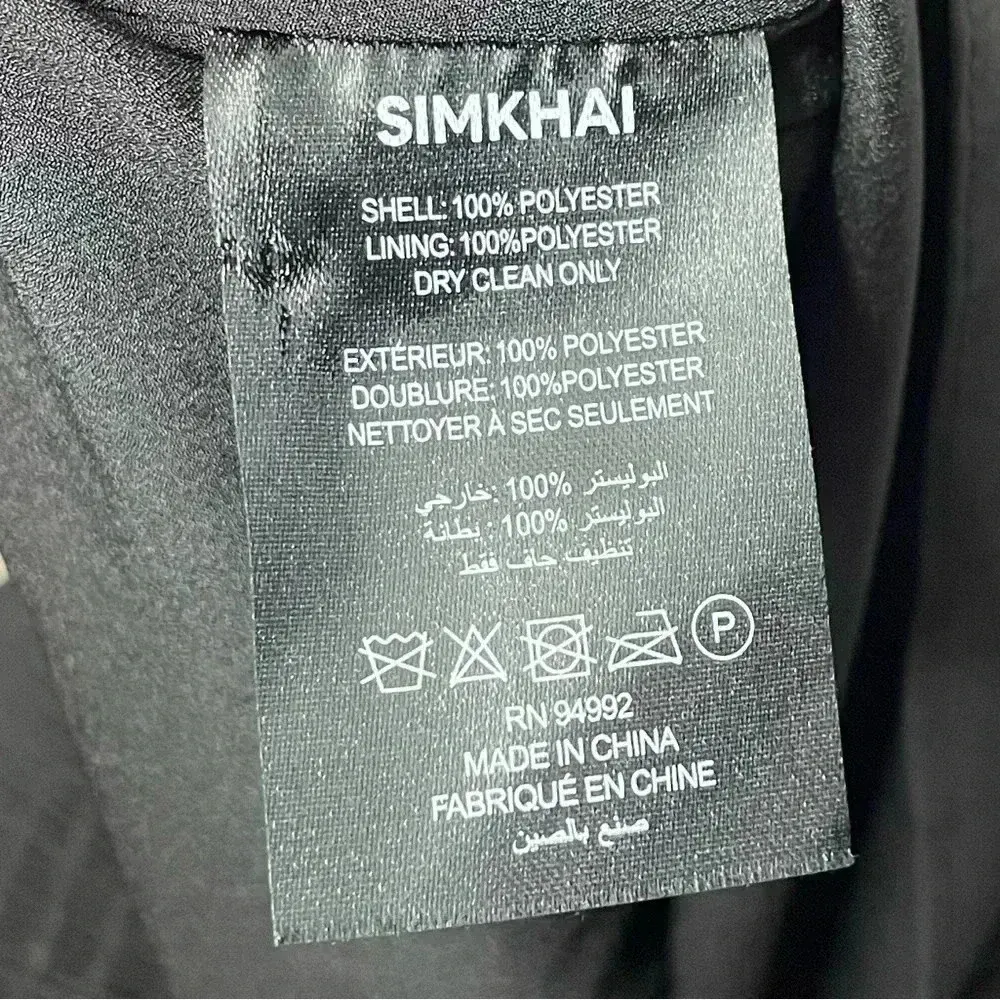 SIMKHAI
SHELL: 100% POLYESTER
LINING: 100%POLYESTER
DRY CLEAN ONLY
EXTÉRIEUR: 100% POLYESTER
DOUBLURE: 100%POLYESTER
NETTOYER À SEC SEULEMENT
البوليستر 100% :خارجي
البوليستر 100% : بطانة
تنظيف جاف فقط
P
RN 94992
MADE IN CHINA
FABRIQUÉ EN CHINE
صنع بالصين